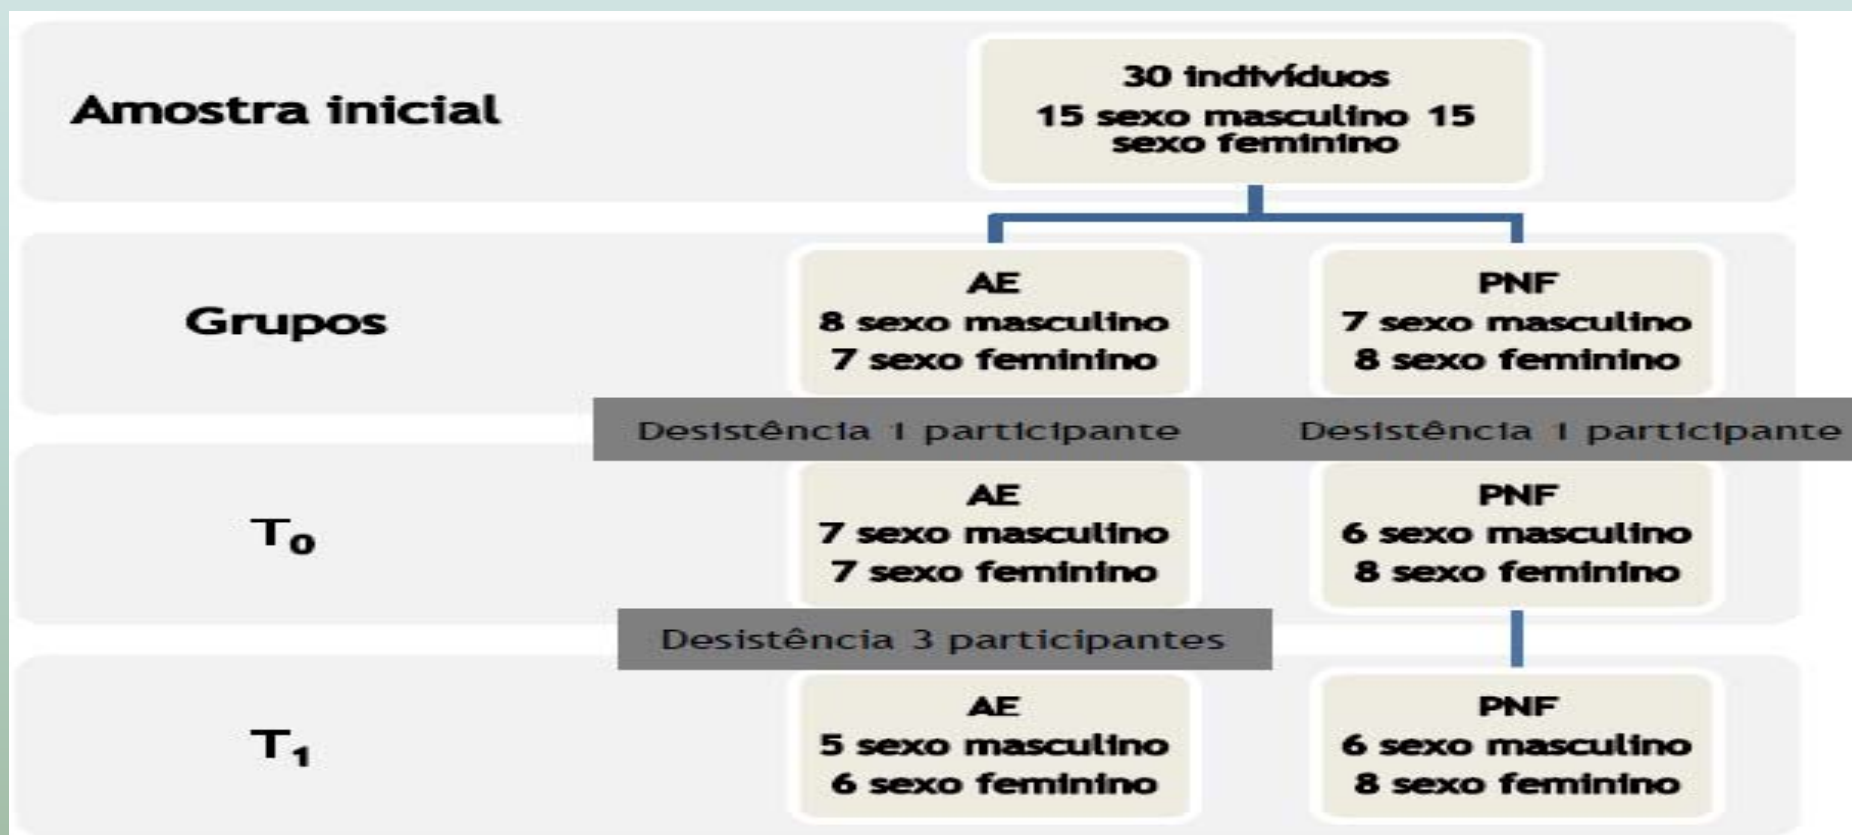 Amostra inicial
30 indivíduos
15 sexo masculino 15
sexo feminino
Grupos
AE
8 sexo masculino
7 sexo feminino
PNF
7 sexo masculino
8 sexo feminino
Desistência 1 participante
Desistência 1 participante
T₀
AE
7 sexo masculino
7 sexo feminino
PNF
6 sexo masculino
8 sexo feminino
Desistência 3 participantes
T₁
AE
5 sexo masculino
6 sexo feminino
PNF
6 sexo masculino
8 sexo feminino